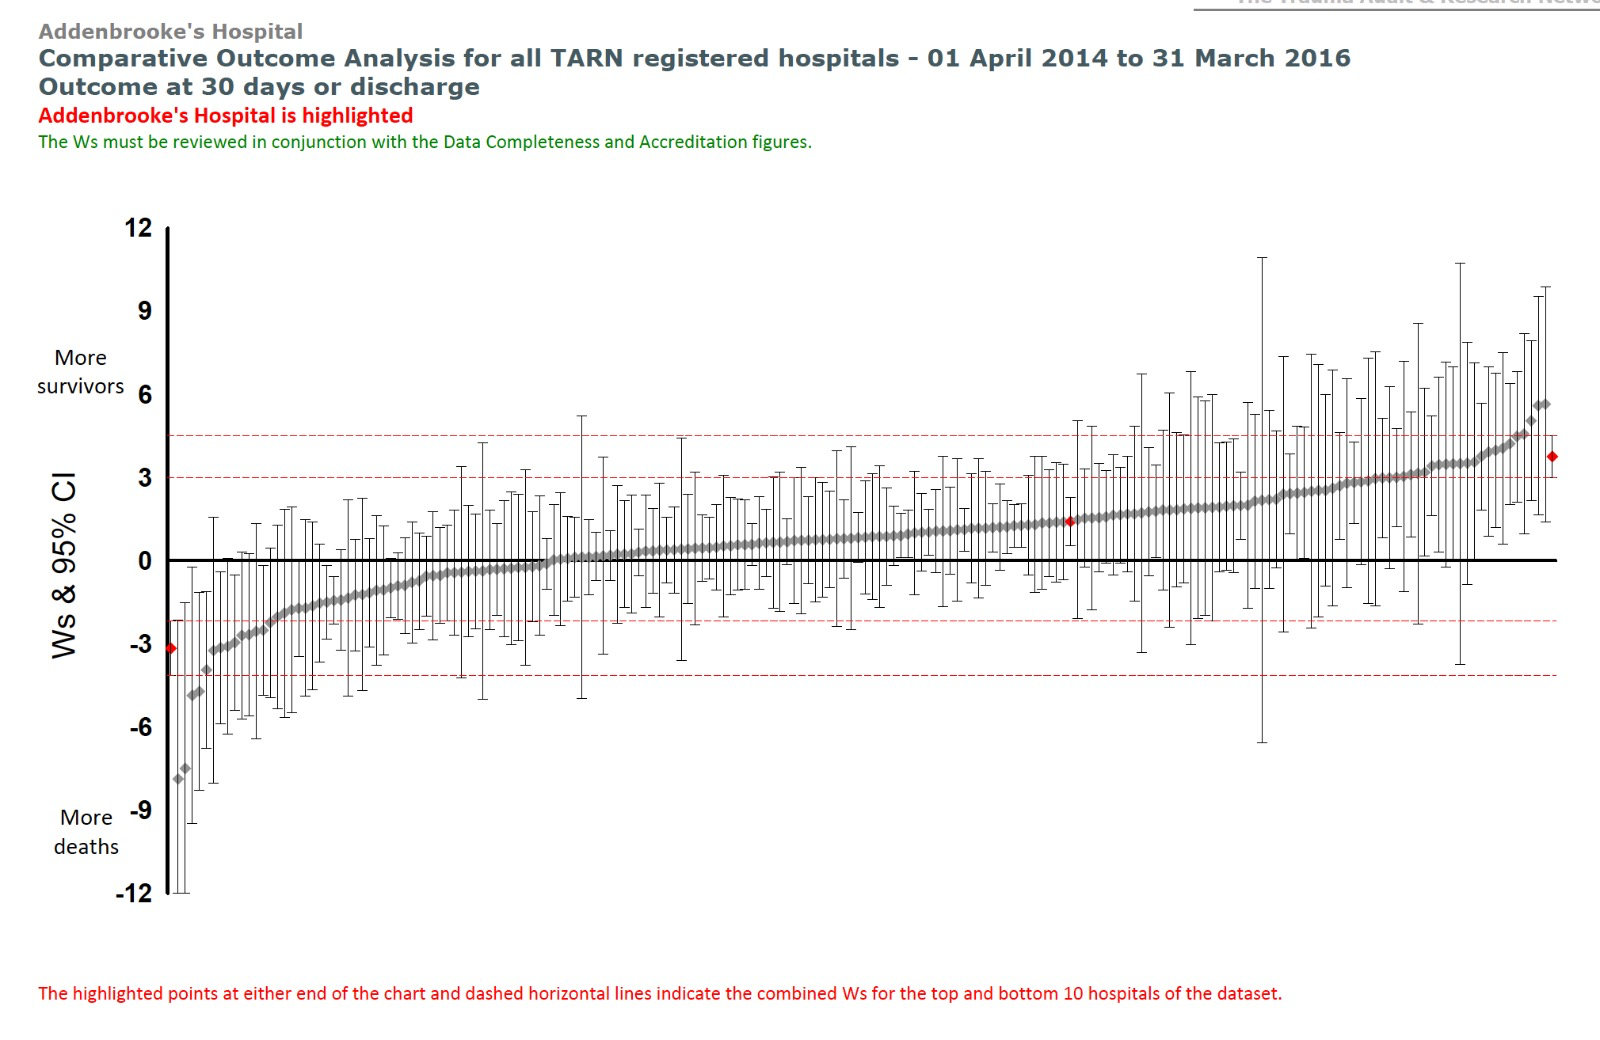 Addenbrooke's Hospital
Comparative Outcome Analysis for all TARN registered hospitals - 01 April 2014 to 31 March 2016
Outcome at 30 days or discharge
Addenbrooke's Hospital is highlighted
The Ws must be reviewed in conjunction with the Data Completeness and Accreditation figures.
12
9
More
survivors
6
3
Ws & 95% CI
0
-3
-6
-9
More
deaths
-12
The highlighted points at either end of the chart and dashed horizontal lines indicate the combined Ws for the top and bottom 10 hospitals of the dataset.